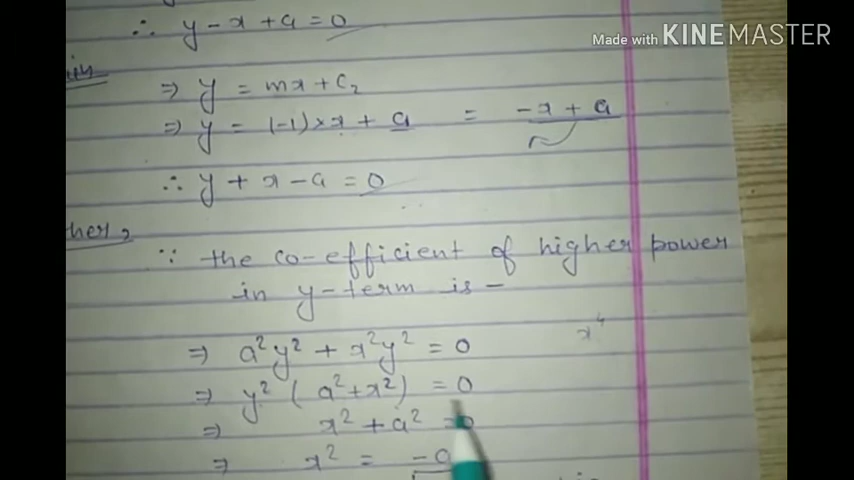 ∴ y - x + a = 0
Made with KINEMASTER
⇒ y = mx + c₂
⇒ y = (-1) × x + a = -x + a
∴ y + x - a = 0
∵ the co-efficient of higher power
in y-term is -
x⁴
⇒ a²y² + x²y² = 0
⇒ y² ( a² + x² ) = 0
⇒ x² + a² = 0
⇒ x² =